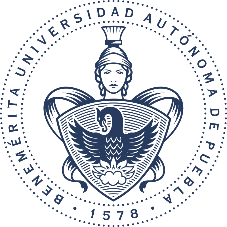 BENEMÉRITA UNIVERSIDAD AUTÓNOMA DE PUEBLA
· 1578 ·